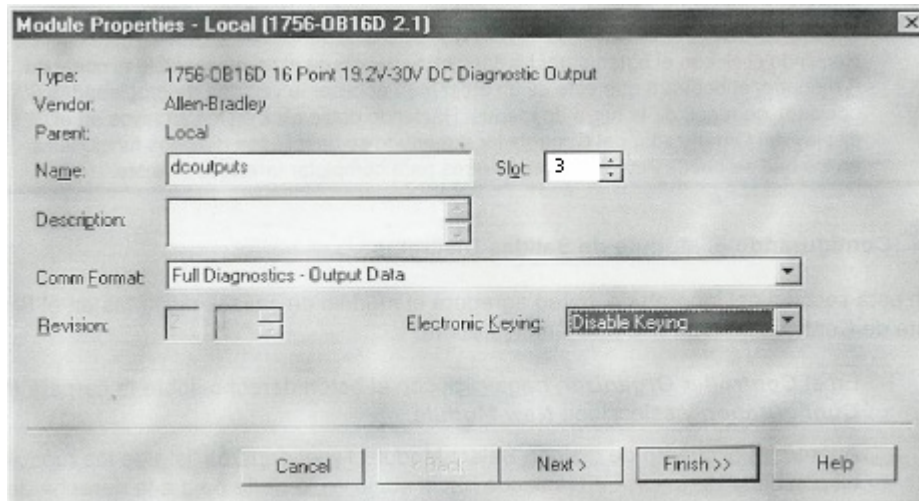 Module Properties - Local (1756-OB16D 2.1)
Type: 1756-OB16D 16 Point 19.2V-30V DC Diagnostic Output
Vendor: Allen-Bradley
Parent: Local
Name: dcoutputs Slot: 3
Description:
Comm Format: Full Diagnostics - Output Data
Revision: 2 1 Electronic Keying: Disable Keying
Cancel < Back Next > Finish >> Help